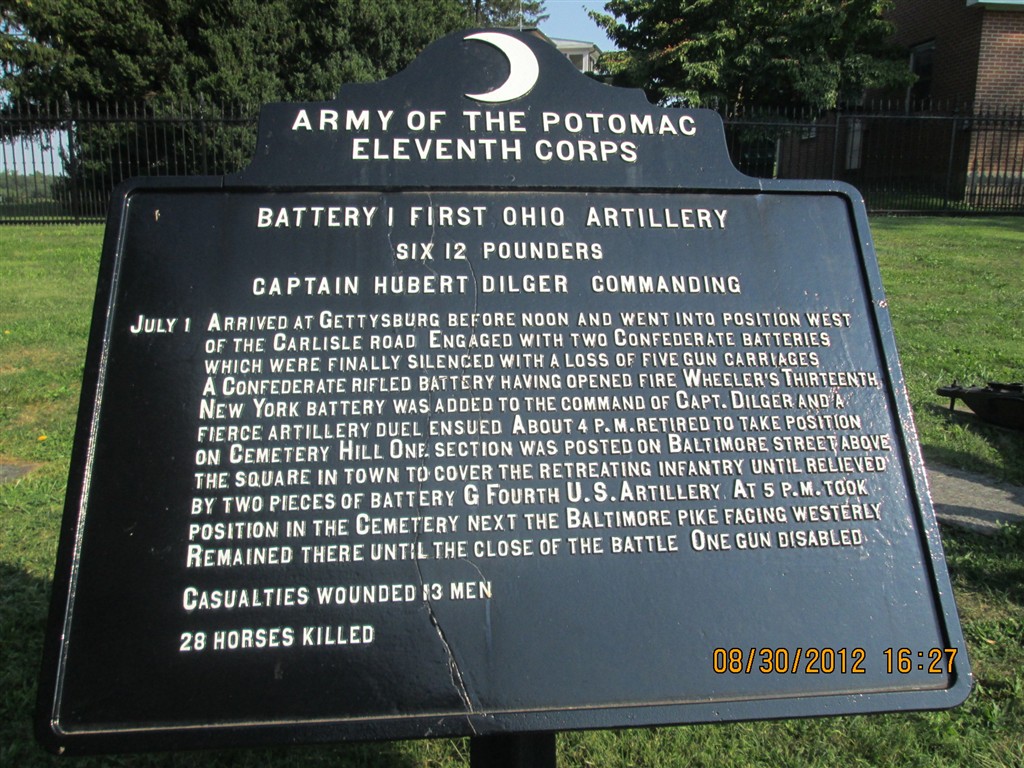 ARMY OF THE POTOMAC
ELEVENTH CORPS
BATTERY I FIRST OHIO ARTILLERY
SIX 12 POUNDERS
CAPTAIN HUBERT DILGER COMMANDING
JULY 1 ARRIVED AT GETTYSBURG BEFORE NOON AND WENT INTO POSITION WEST
OF THE CARLISLE ROAD ENGAGED WITH TWO CONFEDERATE BATTERIES
WHICH WERE FINALLY SILENCED WITH A LOSS OF FIVE GUN CARRIAGES
A CONFEDERATE RIFLED BATTERY HAVING OPENED FIRE WHEELER'S THIRTEENTH
NEW YORK BATTERY WAS ADDED TO THE COMMAND OF CAPT. DILGER AND A
FIERCE ARTILLERY DUEL ENSUED ABOUT 4 P.M. RETIRED TO TAKE POSITION
ON CEMETERY HILL ONE SECTION WAS POSTED ON BALTIMORE STREET ABOVE
THE SQUARE IN TOWN TO COVER THE RETREATING INFANTRY UNTIL RELIEVED
BY TWO PIECES OF BATTERY G FOURTH U.S. ARTILLERY. AT 5 P.M. TOOK
POSITION IN THE CEMETERY NEXT THE BALTIMORE PIKE FACING WESTERLY
REMAINED THERE UNTIL THE CLOSE OF THE BATTLE ONE GUN DISABLED
CASUALTIES WOUNDED 13 MEN
28 HORSES KILLED
08/30/2012 16:27